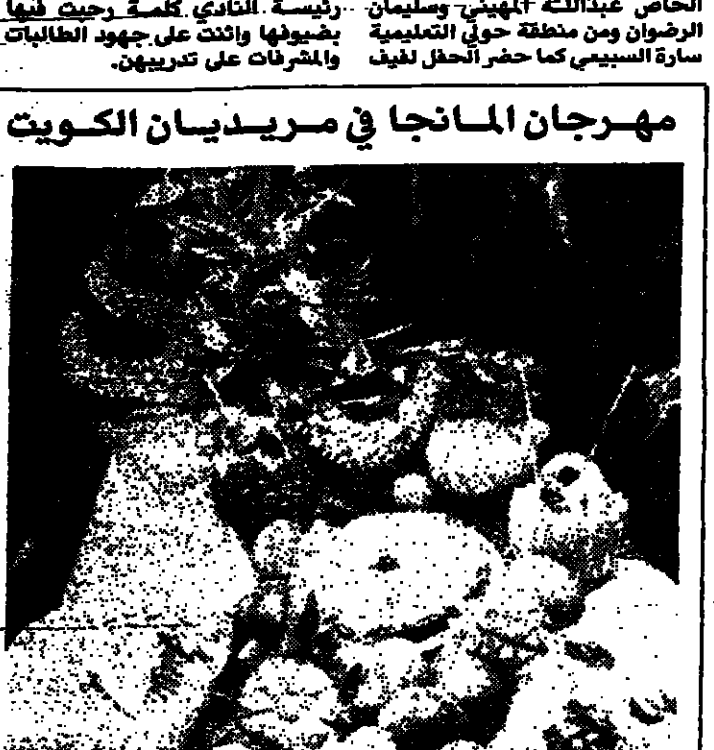 الخاص عبدالله المهيني وسليمان
الرضوان ومن منطقة حولي التعليمية
سارة السبيعي كما حضر الحفل لفيف
رئيسة النادي كلمة رحبت فيها
بضيوفها واثنت على جهود الطالبات
والمشرفات على تدريبهن.
مهرجان المانجا في مريديان الكويت